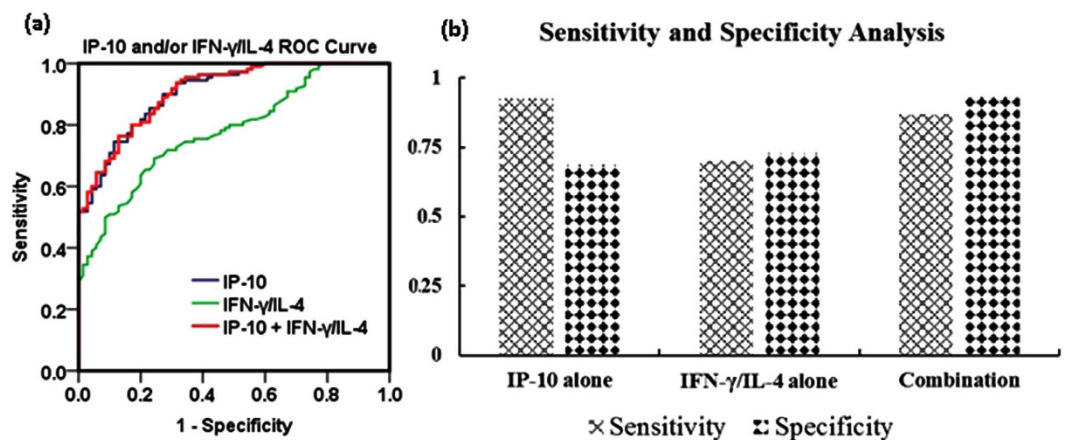 (a)
IP-10 and/or IFN-γ/IL-4 ROC Curve
1.0
0.8
0.6
0.4
0.2
0.0
Sensitivity
IP-10
IFN-γ/IL-4
IP-10 + IFN-γ/IL-4
0.0 0.2 0.4 0.6 0.8 1.0
1 - Specificity
(b)
Sensitivity and Specificity Analysis
1
0.75
0.5
0.25
0
IP-10 alone
IFN-γ/IL-4 alone
Combination
Sensitivity
Specificity